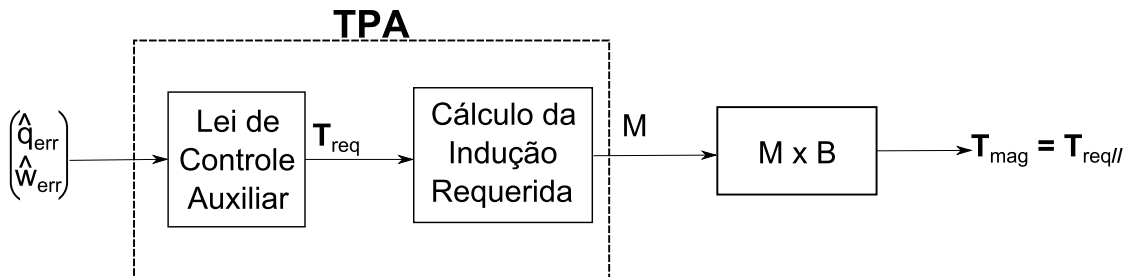 TPA
q̂err
ŵerr
Lei de
Controle
Auxiliar
Treq
Cálculo da
Indução
Requerida
M
M x B
Tmag = Treq//